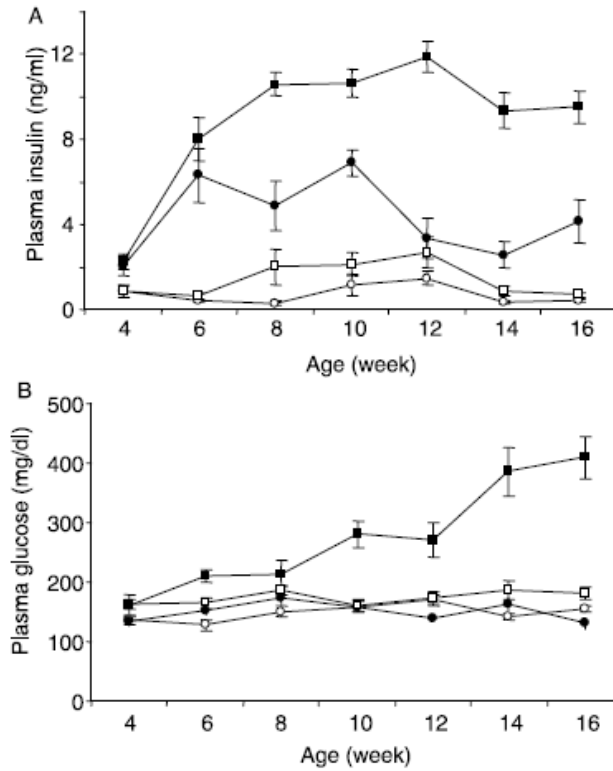 A
Plasma insulin (ng/ml)
12
8
4
0
4 6 8 10 12 14 16
Age (week)
B
Plasma glucose (mg/dl)
500
400
300
200
100
0
4 6 8 10 12 14 16
Age (week)